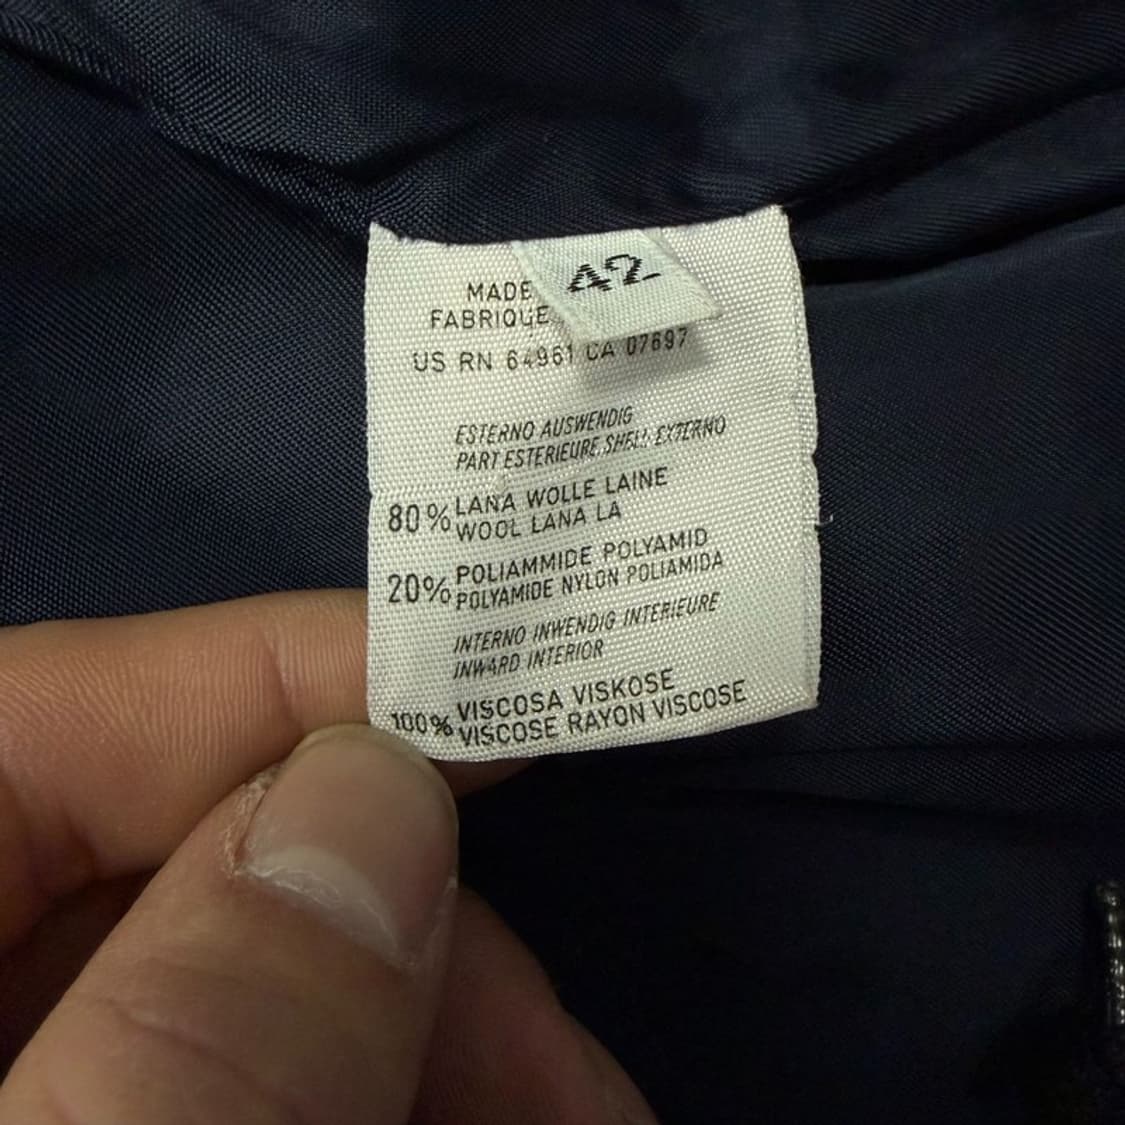 42
MADE
FABRIQUE
US RN 64961 CA 07697
ESTERNO AUSWENDIG
PART ESTERIEURE SHELL EXTERNO
80% LANA WOLLE LAINE
WOOL LANA LÃ
20% POLIAMMIDE POLYAMID
POLYAMIDE NYLON POLIAMIDA
INTERNO INWENDIG INTERIEURE
INWARD INTERIOR
100% VISCOSA VISKOSE
VISCOSE RAYON VISCOSE